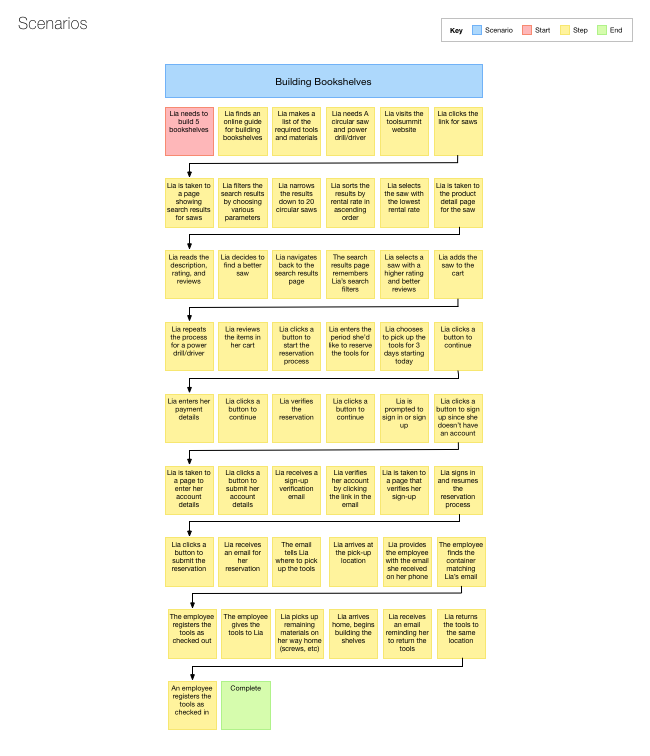 Scenarios
Key Scenario Start Step End
Building Bookshelves
Lia needs to
build 5
bookshelves
Lia finds an
online guide
for building
bookshelves
Lia makes a
list of the
required tools
and materials
Lia needs A
circular saw
and power
drill/driver
Lia visits the
toolsummit
website
Lia clicks the
link for saws
Lia is taken to
a page
showing
search results
for saws
Lia filters the
search results
by choosing
various
parameters
Lia narrows
the results
down to 20
circular saws
Lia sorts the
results by
rental rate in
ascending
order
Lia selects
the saw with
the lowest
rental rate
Lia is taken to
the product
detail page
for the saw
Lia reads the
description,
rating, and
reviews
Lia decides to
find a better
saw
Lia navigates
back to the
search results
page
The search
results page
remembers
Lia's search
filters
Lia selects a
saw with a
higher rating
and better
reviews
Lia adds the
saw to the
cart
Lia repeats
the process
for a power
drill/driver
Lia reviews
the items in
her cart
Lia clicks a
button to
start the
reservation
process
Lia enters the
period she'd
like to reserve
the tools for
Lia chooses
to pick up the
tools for 3
days starting
today
Lia clicks a
button to
continue
Lia enters her
payment
details
Lia clicks a
button to
continue
Lia verifies
the
reservation
Lia clicks a
button to
continue
Lia is
prompted to
sign in or sign
up
Lia clicks a
button to sign
up since she
doesn't have
an account
Lia is taken to
a page to
enter her
account
details
Lia clicks a
button to
submit her
account
details
Lia receives a
sign-up
verification
email
Lia verifies
her account
by clicking
the link in the
email
Lia is taken to
a page that
verifies her
sign-up
Lia signs in
and resumes
the
reservation
process
Lia clicks a
button to
submit the
reservation
Lia receives
an email for
her
reservation
The email
tells Lia
where to pick
up the tools
Lia arrives at
the pick-up
location
Lia provides
the employee
with the email
she received
on her phone
The employee
finds the
container
matching
Lia's email
The employee
registers the
tools as
checked out
The employee
gives the
tools to Lia
Lia picks up
remaining
materials on
her way home
(screws, etc)
Lia arrives
home, begins
building the
shelves
Lia receives
an email
reminding her
to return the
tools
Lia returns
the tools to
the same
location
An employee
registers the
tools as
checked in
Complete